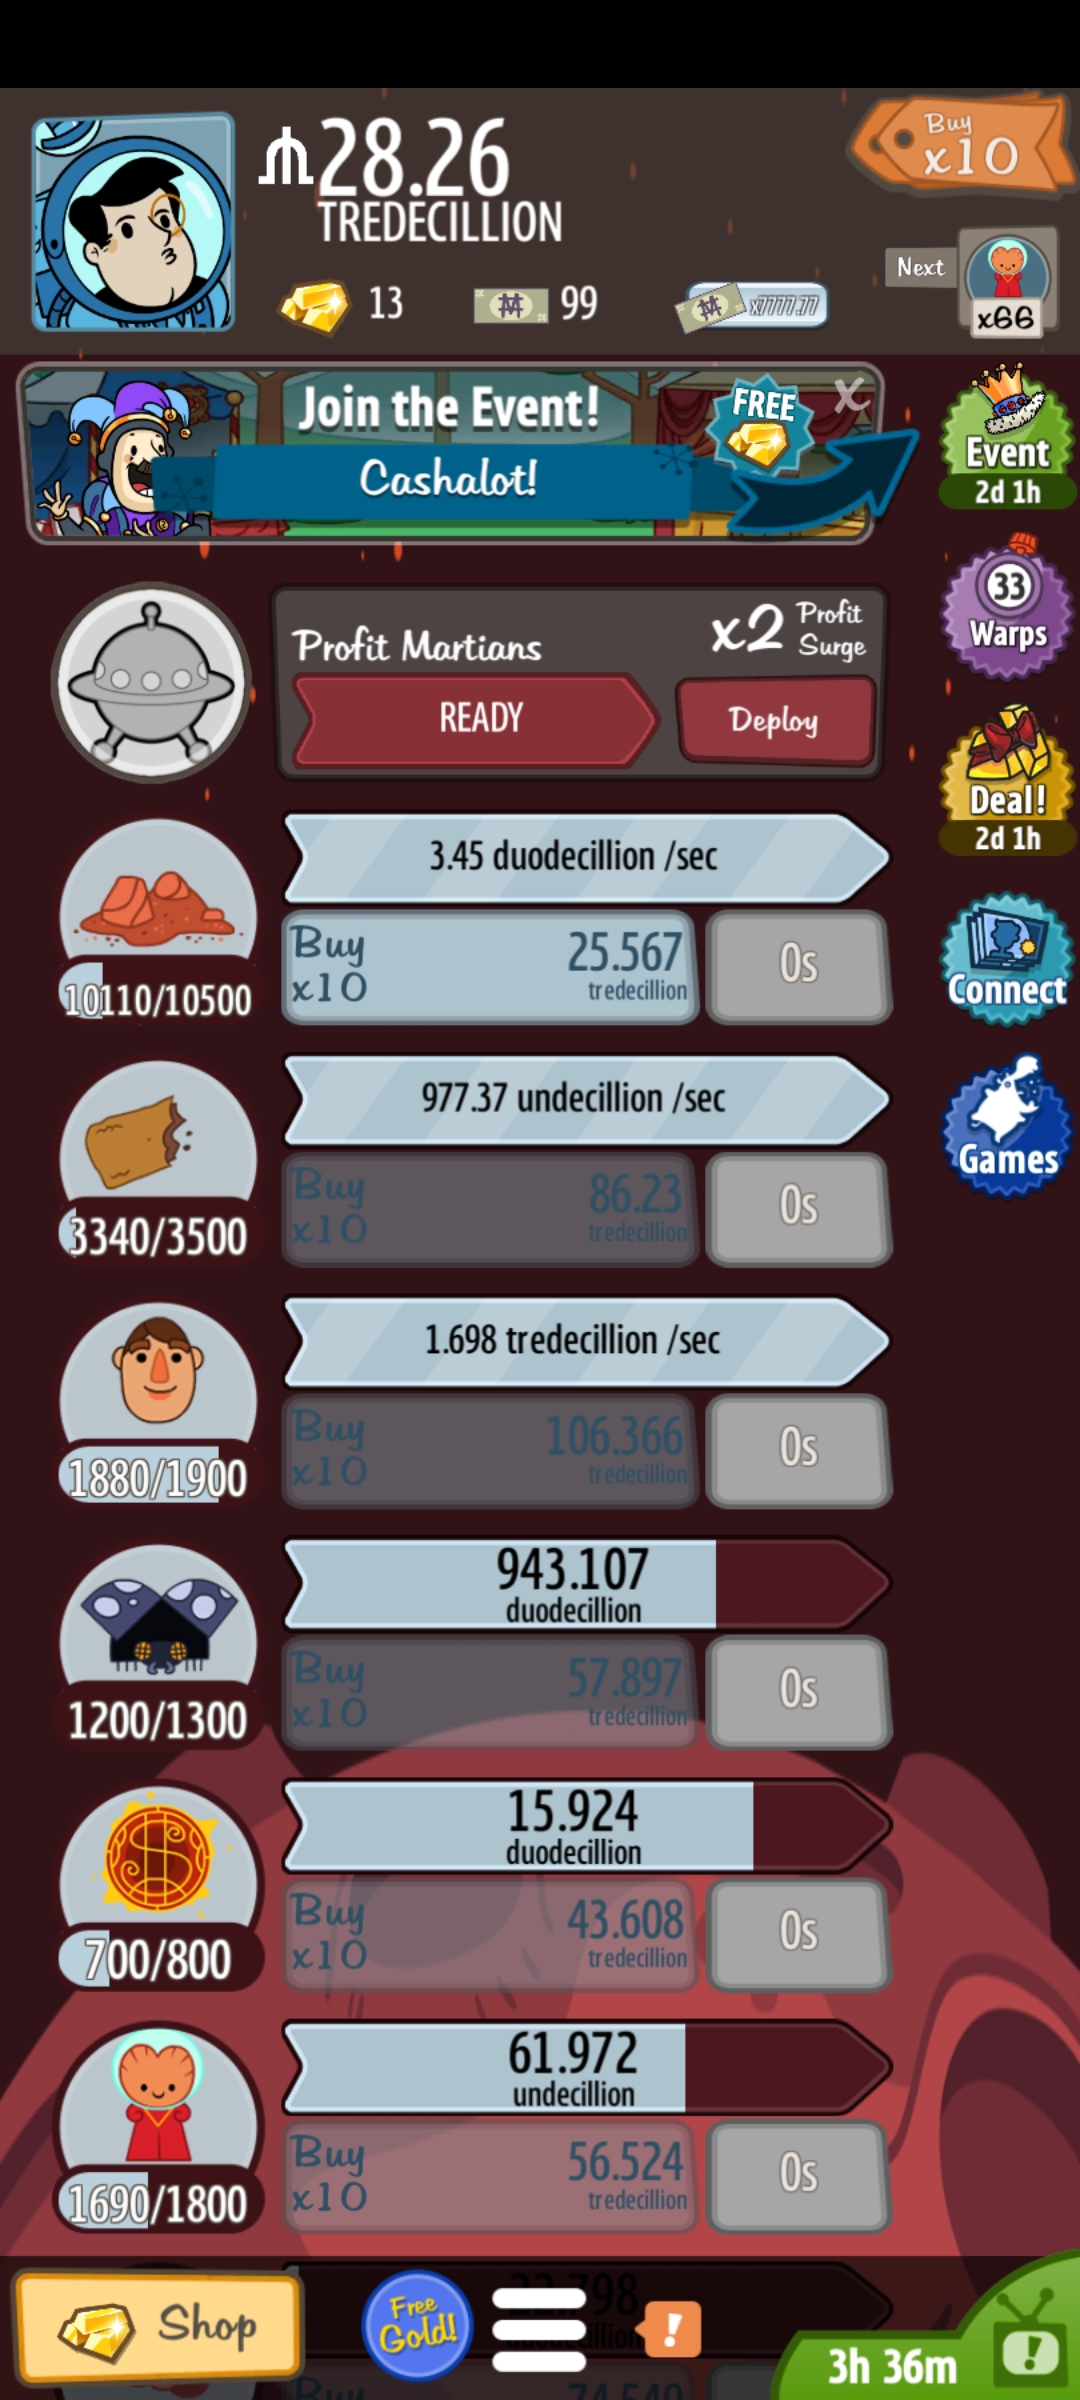 28.26
TREDECILLION
Buy
x10
13
99
x7777.77
Next
x66
Join the Event!
Cashalot!
FREE
X
Event
2d 1h
33
Warps
Profit Martians
x2 Profit
Surge
READY
Deploy
Deal!
2d 1h
3.45 duodecillion /sec
Buy
x10
25.567
tredecillion
0s
10110/10500
Connect
977.37 undecillion /sec
Buy
x10
86.23
tredecillion
0s
3340/3500
Games
1.698 tredecillion /sec
Buy
x10
106.366
tredecillion
0s
1880/1900
943.107
duodecillion
Buy
x10
57.897
tredecillion
0s
1200/1300
15.924
duodecillion
Buy
x10
43.608
tredecillion
0s
700/800
61.972
undecillion
Buy
x10
56.524
tredecillion
0s
1690/1800
Shop
Free
Gold!
!
3h 36m
!
Buy